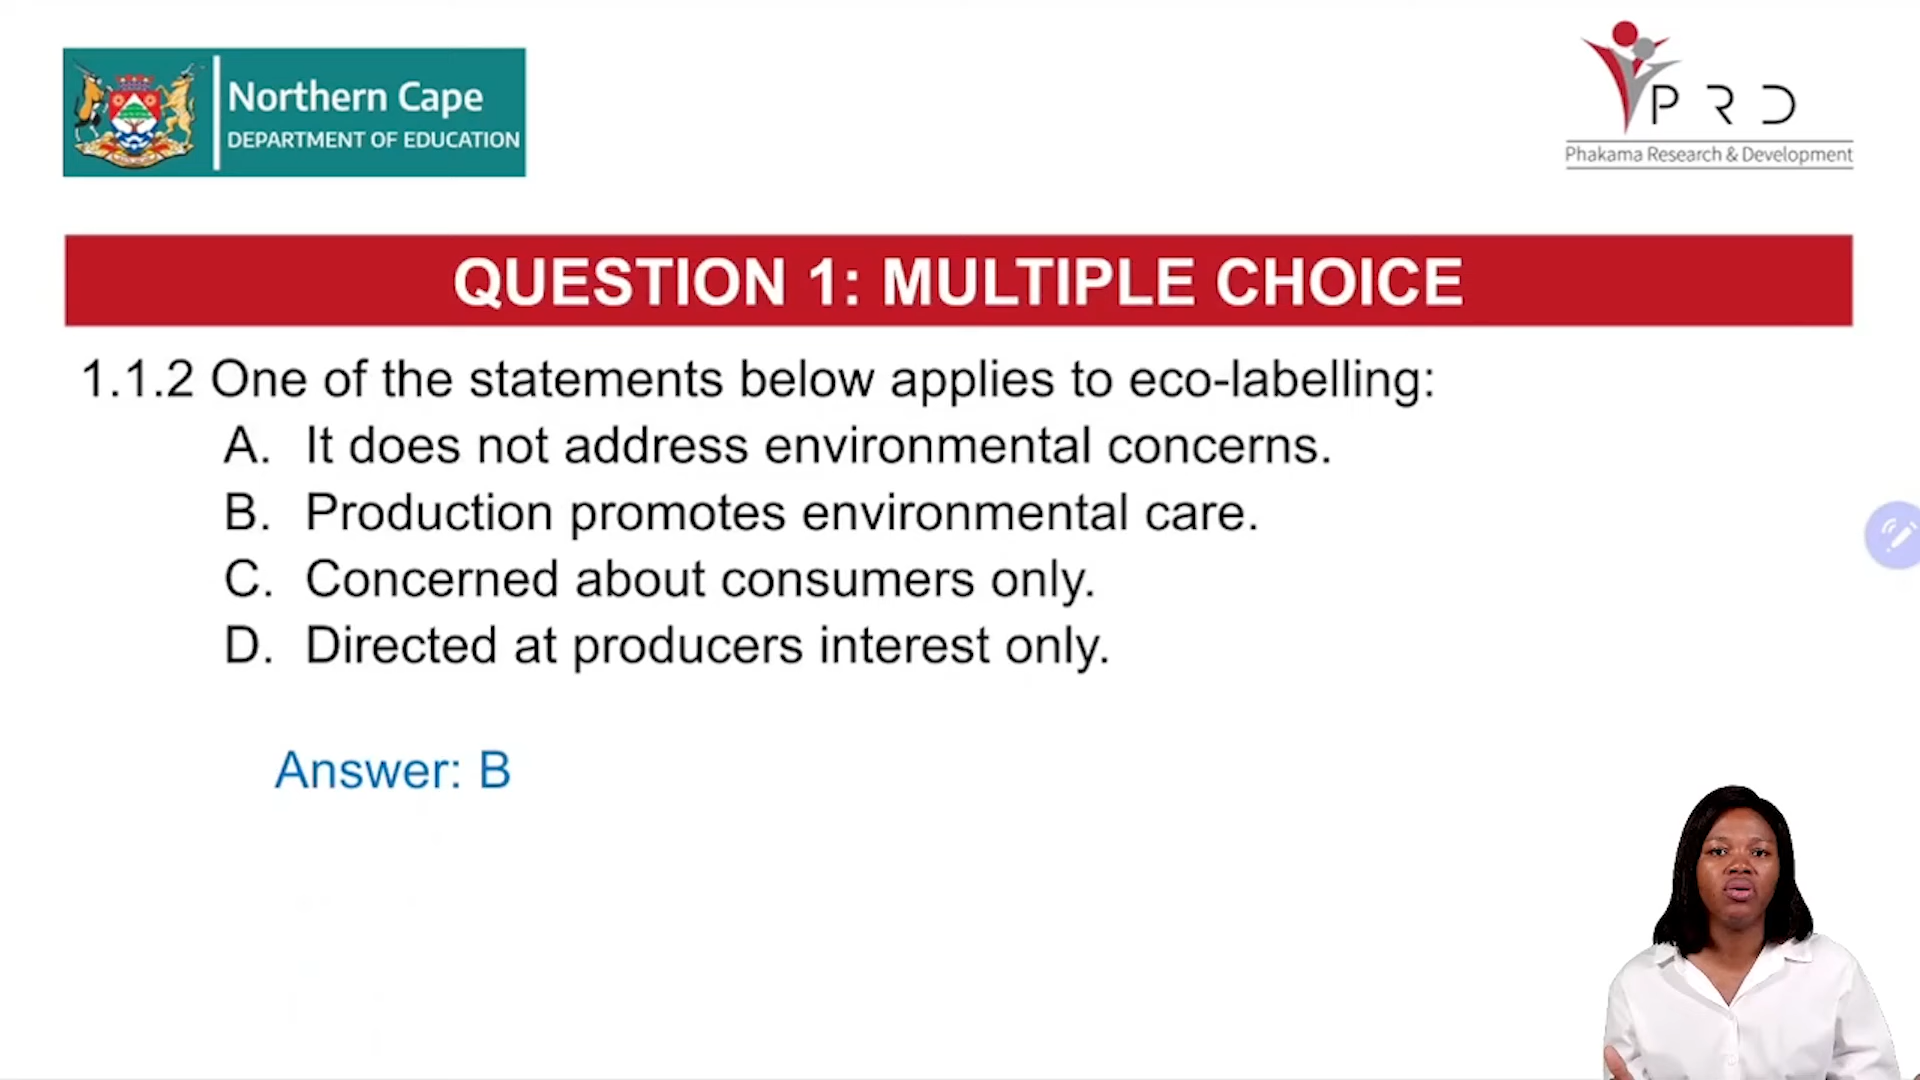 Northern Cape
DEPARTMENT OF EDUCATION
PRD
Phakama Research & Development
QUESTION 1: MULTIPLE CHOICE
1.1.2 One of the statements below applies to eco-labelling:
A. It does not address environmental concerns.
B. Production promotes environmental care.
C. Concerned about consumers only.
D. Directed at producers interest only.
Answer: B